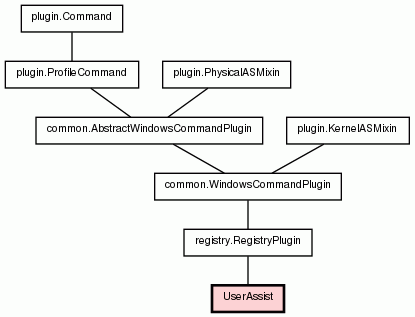 plugin.Command
plugin.ProfileCommand
plugin.PhysicalASMixin
common.AbstractWindowsCommandPlugin
plugin.KernelASMixin
common.WindowsCommandPlugin
registry.RegistryPlugin
UserAssist